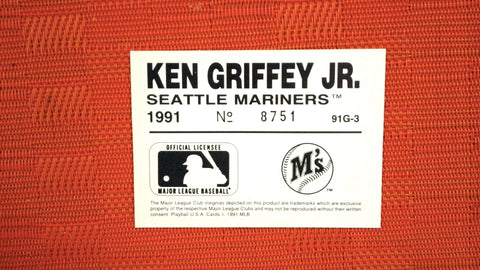 KEN GRIFFEY JR.
SEATTLE MARINERS™
1991 № 8751 91G-3
OFFICIAL LICENSEE
MAJOR LEAGUE BASEBALL
M's
™
The Major League Club insignias depicted on this product are trademarks which are exclusive
property of the respective Major League Clubs and may not be reproduced without their written
consent. Playball U.S.A. Cards © 1991 MLB